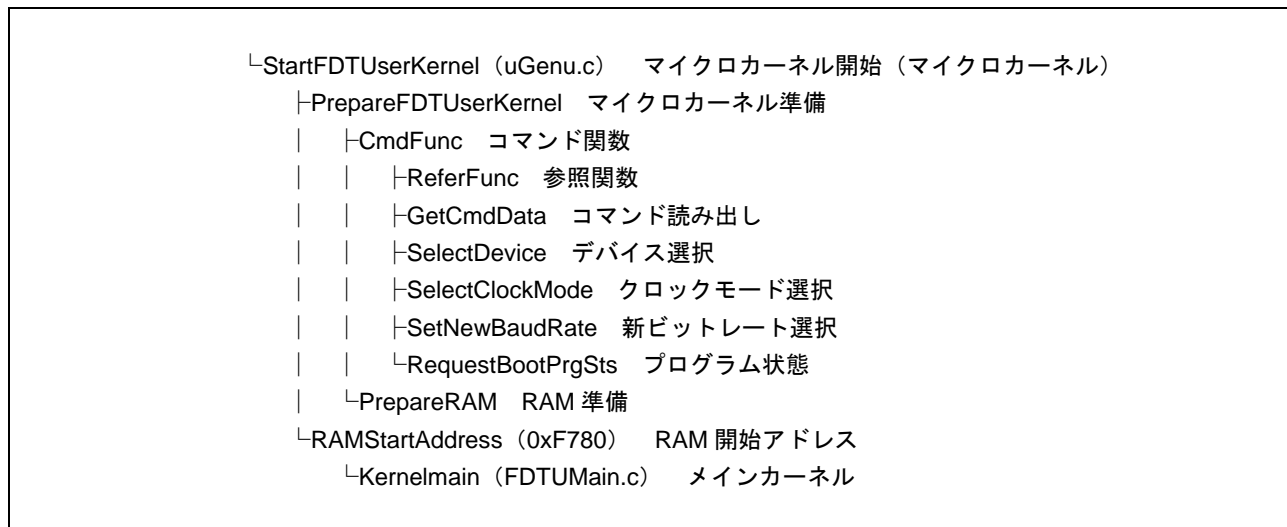 └StartFDTUserKernel(uGenu.c) マイクロカーネル開始(マイクロカーネル)
├PrepareFDTUserKernel マイクロカーネル準備
│ ├CmdFunc コマンド関数
│ │ ├ReferFunc 参照関数
│ │ ├GetCmdData コマンド読み出し
│ │ ├SelectDevice デバイス選択
│ │ ├SelectClockMode クロックモード選択
│ │ ├SetNewBaudRate 新ビットレート選択
│ │ └RequestBootPrgSts プログラム状態
│ └PrepareRAM RAM 準備
└RAMStartAddress(0xF780) RAM 開始アドレス
└Kernelmain(FDTUMain.c) メインカーネル